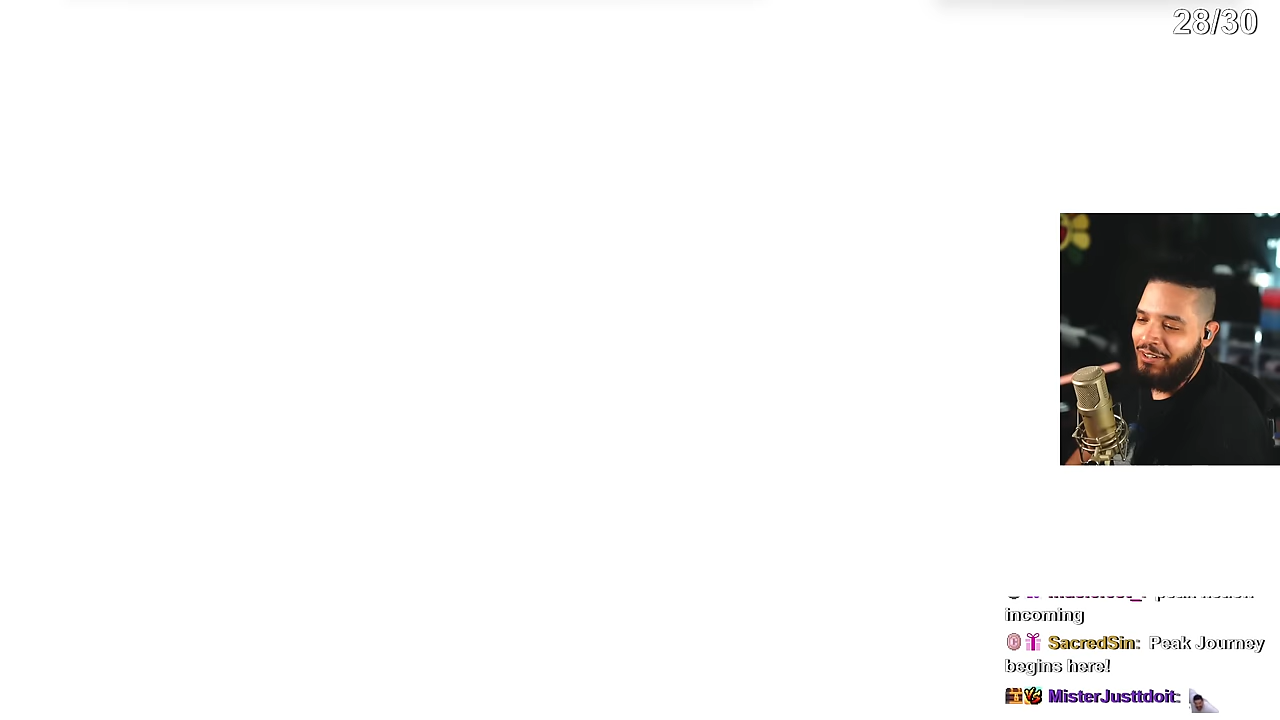 28/30
incoming
SacredSin: Peak Journey
begins here!
MisterJusttdoit: